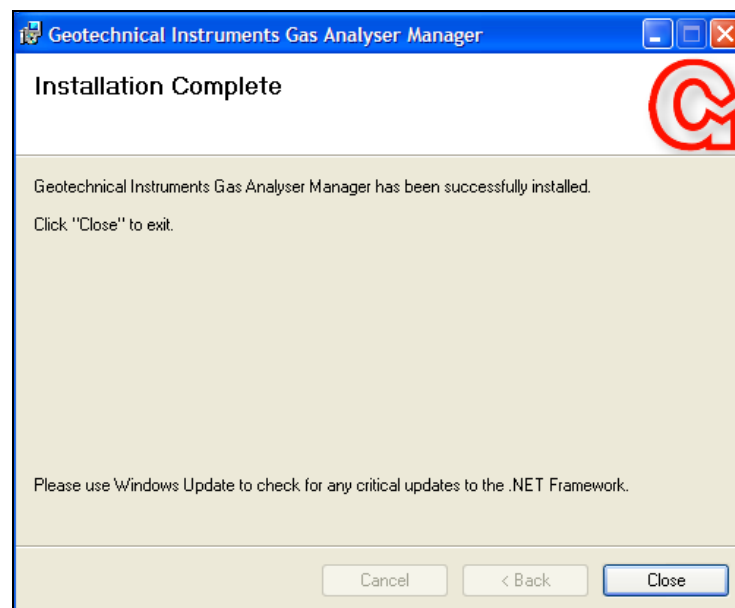 Geotechnical Instruments Gas Analyser Manager
Installation Complete
Geotechnical Instruments Gas Analyser Manager has been successfully installed.
Click "Close" to exit.
Please use Windows Update to check for any critical updates to the .NET Framework.
Cancel
< Back
Close